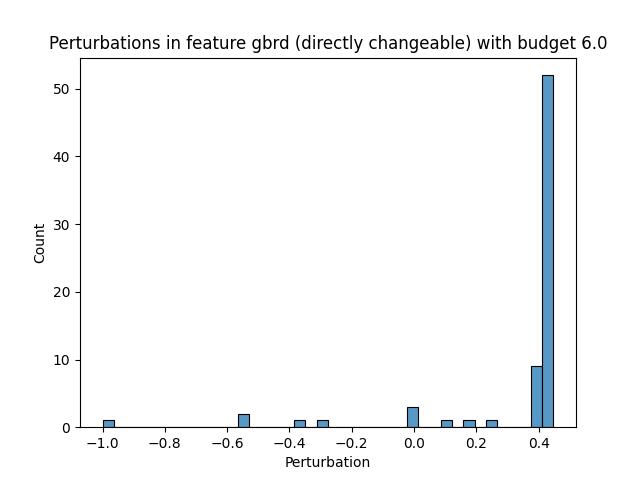 Perturbations in feature gbrd (directly changeable) with budget 6.0
50
40
30
20
10
0
Count
−1.0 −0.8 −0.6 −0.4 −0.2 0.0 0.2 0.4
Perturbation